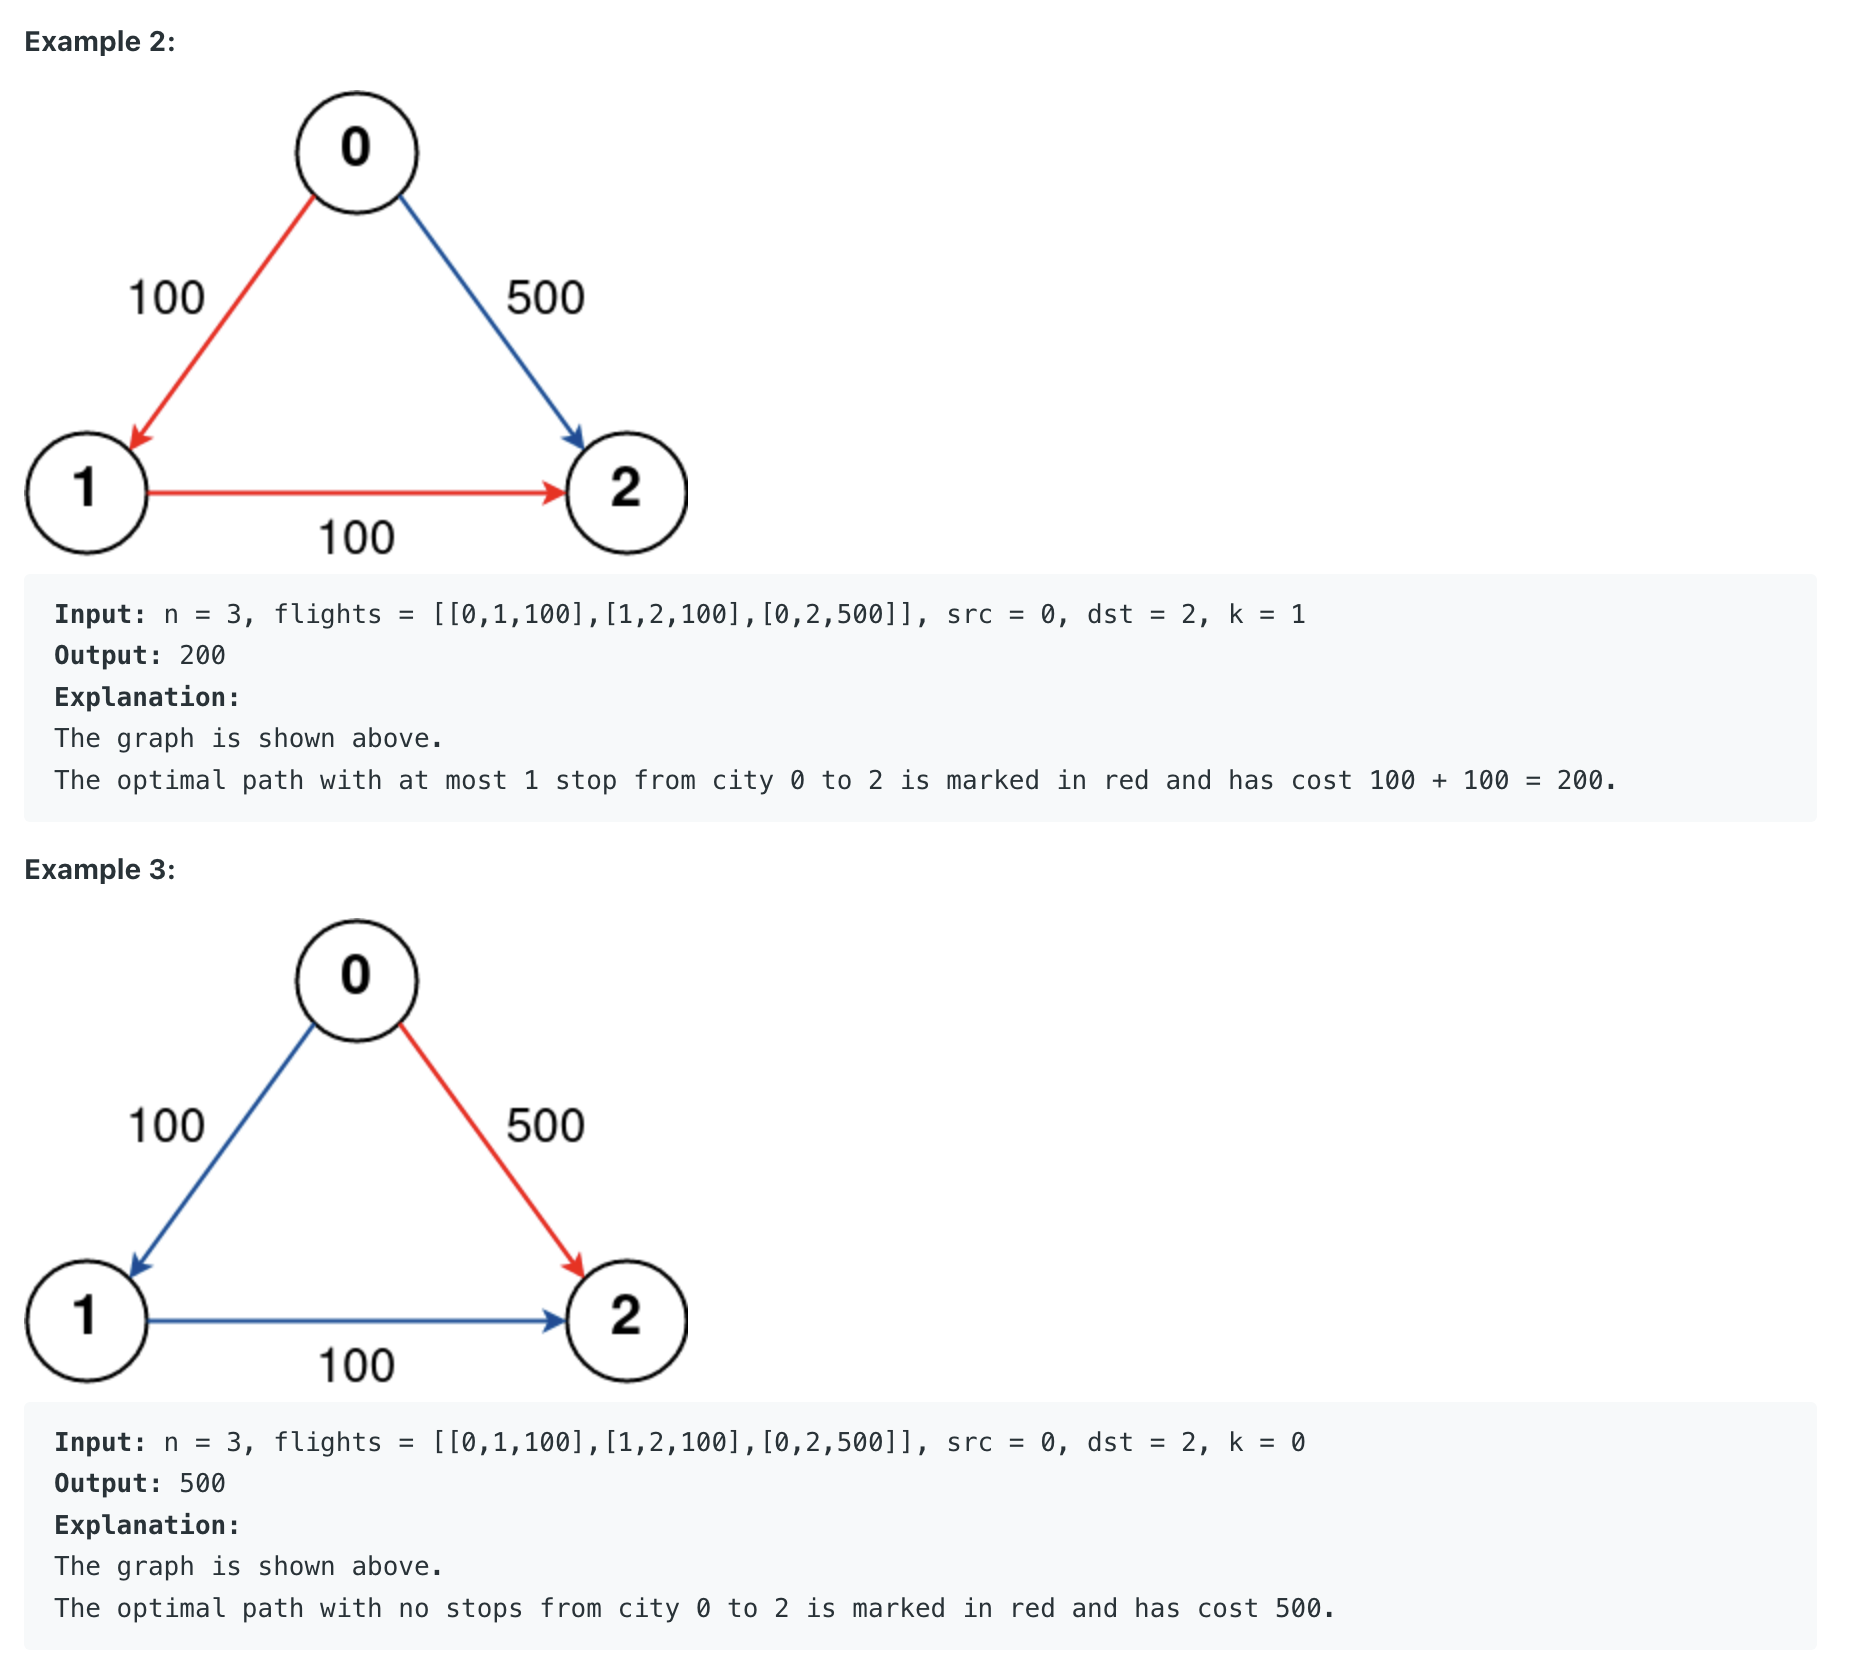 Example 2:
0
100
500
1
2
100
Input: n = 3, flights = [[0,1,100],[1,2,100],[0,2,500]], src = 0, dst = 2, k = 1
Output: 200
Explanation:
The graph is shown above.
The optimal path with at most 1 stop from city 0 to 2 is marked in red and has cost 100 + 100 = 200.
Example 3:
0
100
500
1
2
100
Input: n = 3, flights = [[0,1,100],[1,2,100],[0,2,500]], src = 0, dst = 2, k = 0
Output: 500
Explanation:
The graph is shown above.
The optimal path with no stops from city 0 to 2 is marked in red and has cost 500.